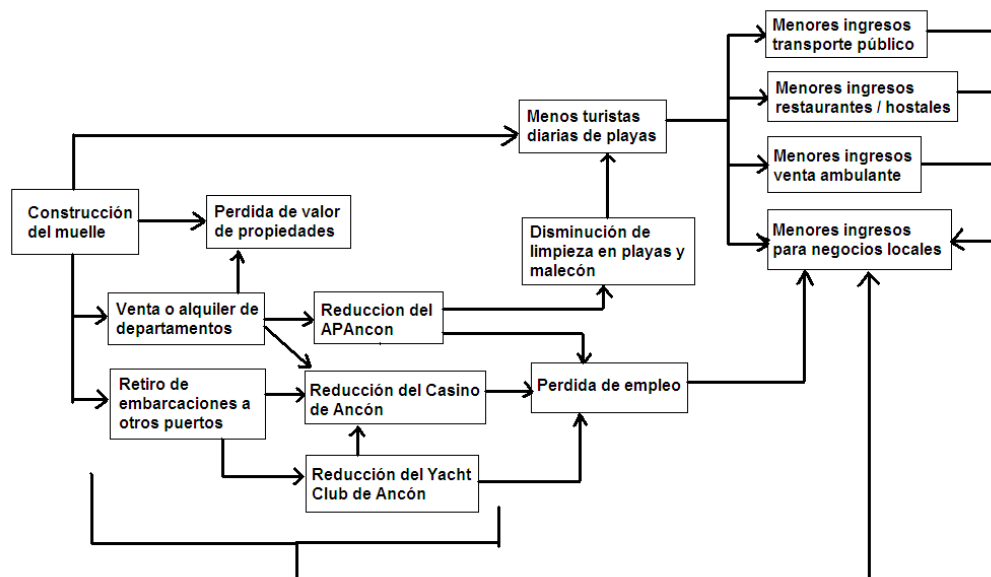 Menores ingresos
transporte público
Menores ingresos
restaurantes / hostales
Menos turistas
diarias de playas
Menores ingresos
venta ambulante
Construcción
del muelle
Perdida de valor
de propiedades
Disminución de
limpieza en playas y
malecón
Menores ingresos
para negocios locales
Venta o alquiler de
departamentos
Reduccion del
APAncon
Retiro de
embarcaciones a
otros puertos
Reducción del Casino
de Ancón
Perdida de empleo
Reducción del Yacht
Club de Ancón